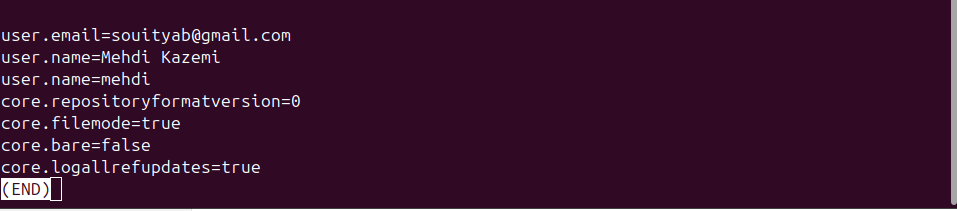 user.email=souityab@gmail.com
user.name=Mehdi Kazemi
user.name=mehdi
core.repositoryformatversion=0
core.filemode=true
core.bare=false
core.logallrefupdates=true
(END)